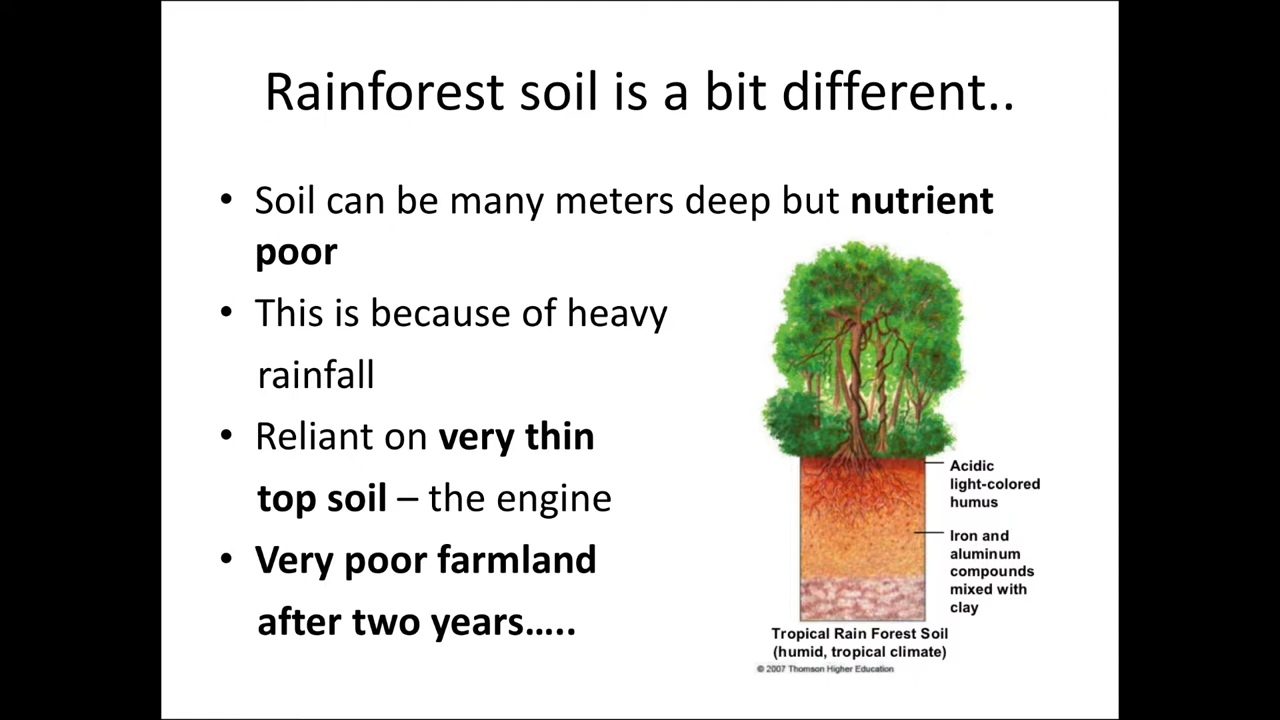 Rainforest soil is a bit different..
• Soil can be many meters deep but nutrient
poor
• This is because of heavy
rainfall
• Reliant on very thin
top soil – the engine
• Very poor farmland
after two years…..
Acidic
light-colored
humus
Iron and
aluminum
compounds
mixed with
clay
Tropical Rain Forest Soil
(humid, tropical climate)
© 2007 Thomson Higher Education